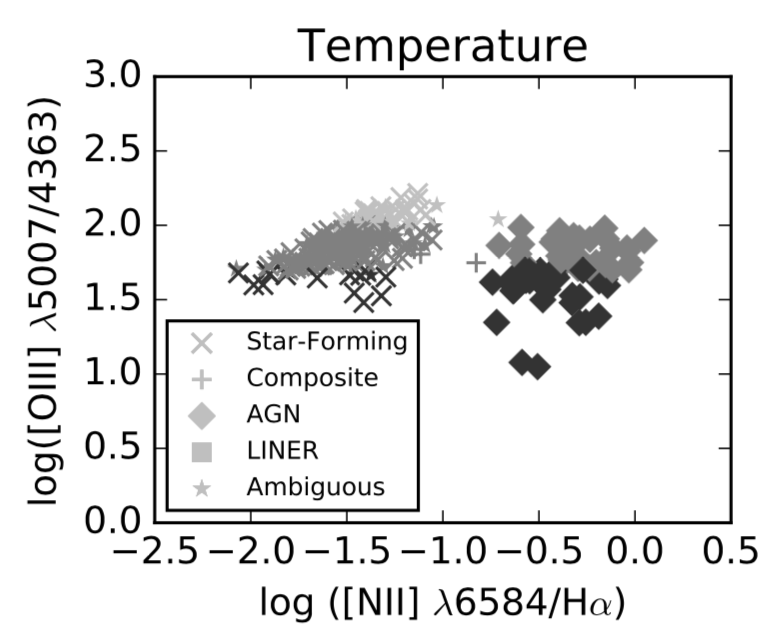 Temperature
3.0
2.5
2.0
1.5
1.0
0.5
0.0
log([OIII] λ5007/4363)
Star-Forming
Composite
AGN
LINER
Ambiguous
−2.5 −2.0 −1.5 −1.0 −0.5 0.0 0.5
log ([NII] λ6584/Hα)